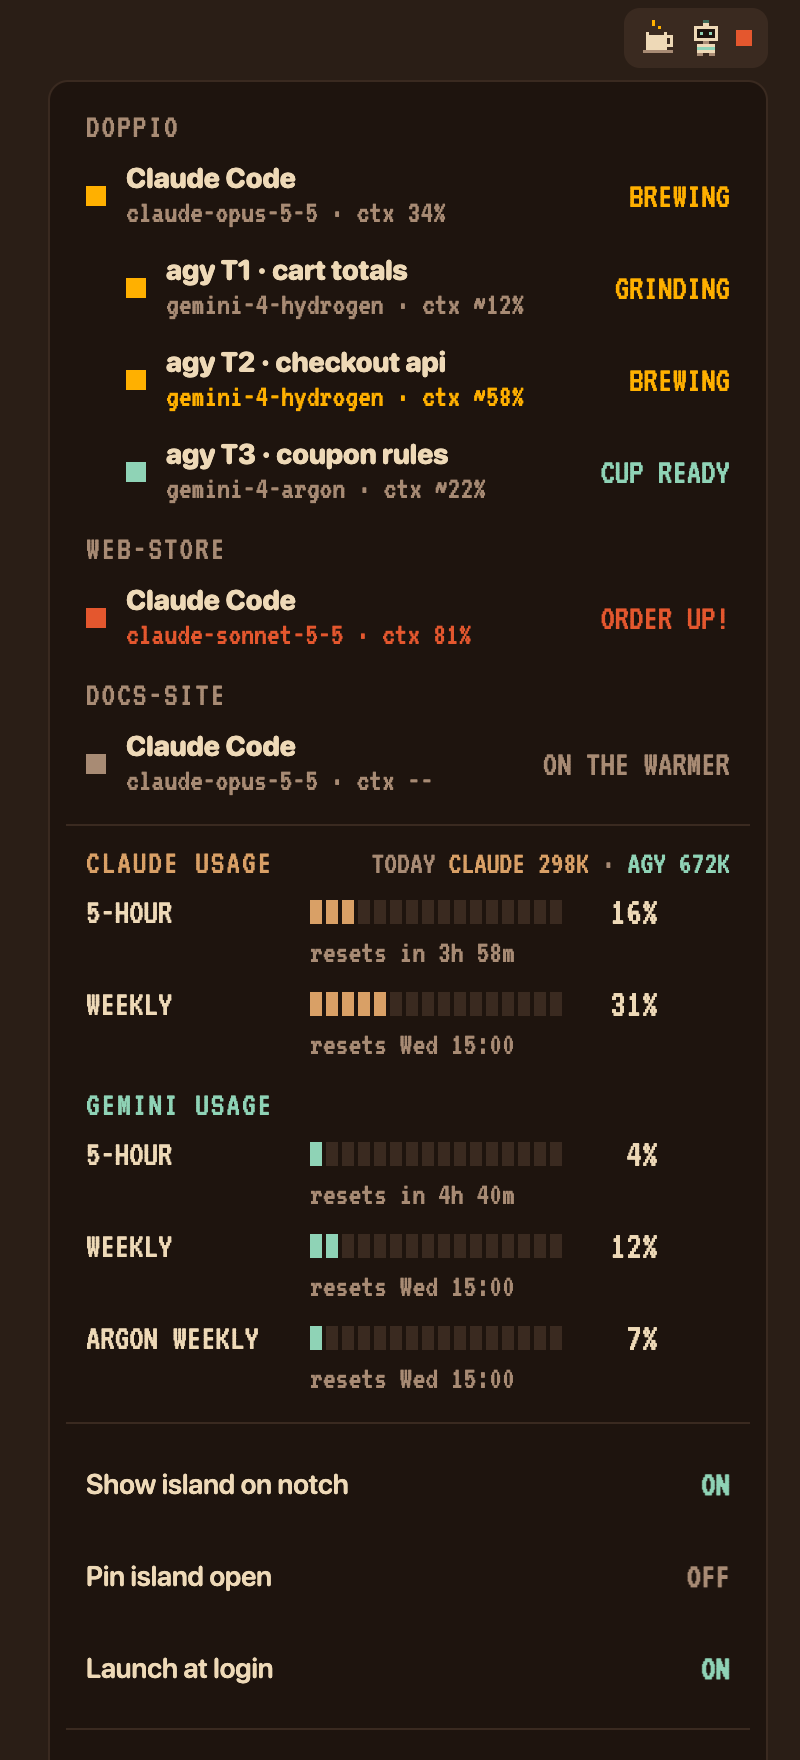 DOPPIO
Claude Code
BREWING
claude-opus-5-5 · ctx 34%
agy T1 · cart totals
GRINDING
gemini-4-hydrogen · ctx ~12%
agy T2 · checkout api
BREWING
gemini-4-hydrogen · ctx ~58%
agy T3 · coupon rules
CUP READY
gemini-4-argon · ctx ~22%
WEB-STORE
Claude Code
ORDER UP!
claude-sonnet-5-5 · ctx 81%
DOCS-SITE
Claude Code
ON THE WARMER
claude-opus-5-5 · ctx --
CLAUDE USAGE TODAY CLAUDE 298K · AGY 672K
5-HOUR 16%
resets in 3h 58m
WEEKLY 31%
resets Wed 15:00
GEMINI USAGE
5-HOUR 4%
resets in 4h 40m
WEEKLY 12%
resets Wed 15:00
ARGON WEEKLY 7%
resets Wed 15:00
Show island on notch ON
Pin island open OFF
Launch at login ON